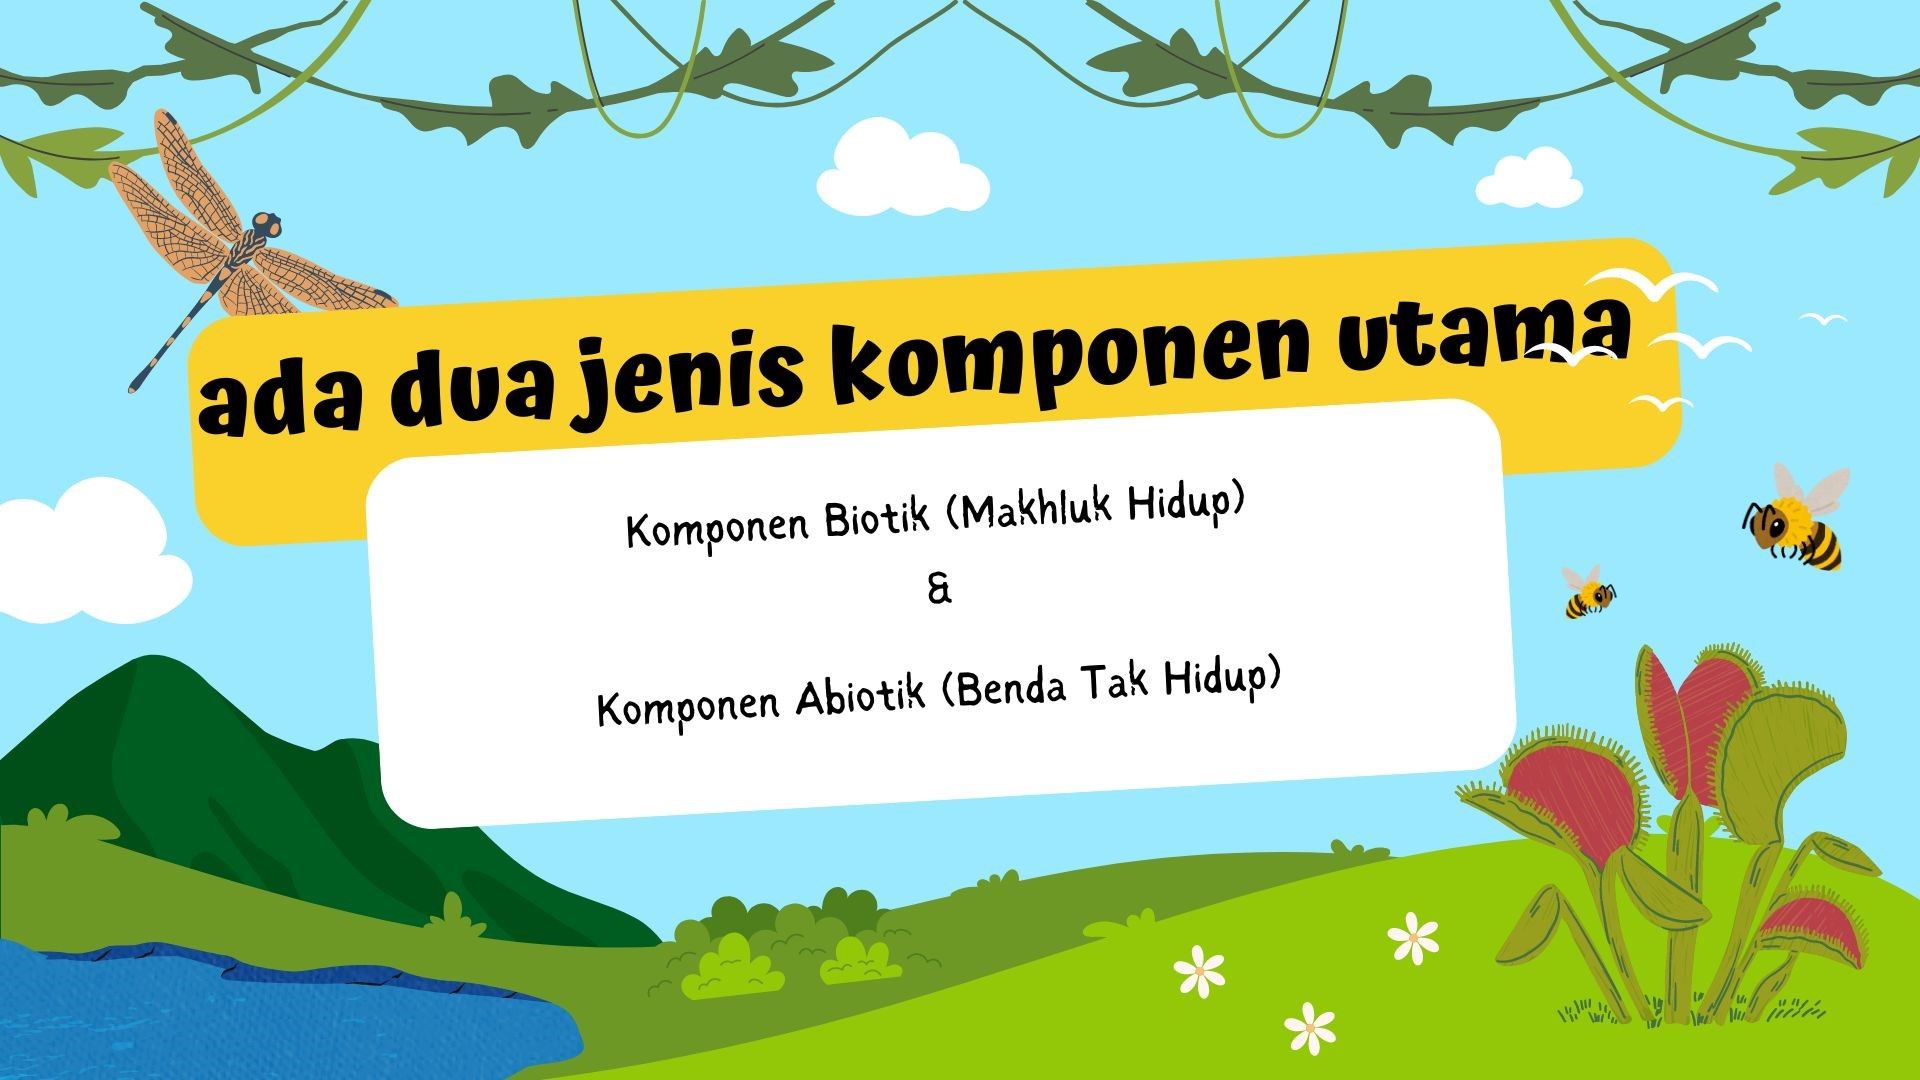 ada dua jenis komponen utama
Komponen Biotik (Makhluk Hidup)
&
Komponen Abiotik (Benda Tak Hidup)